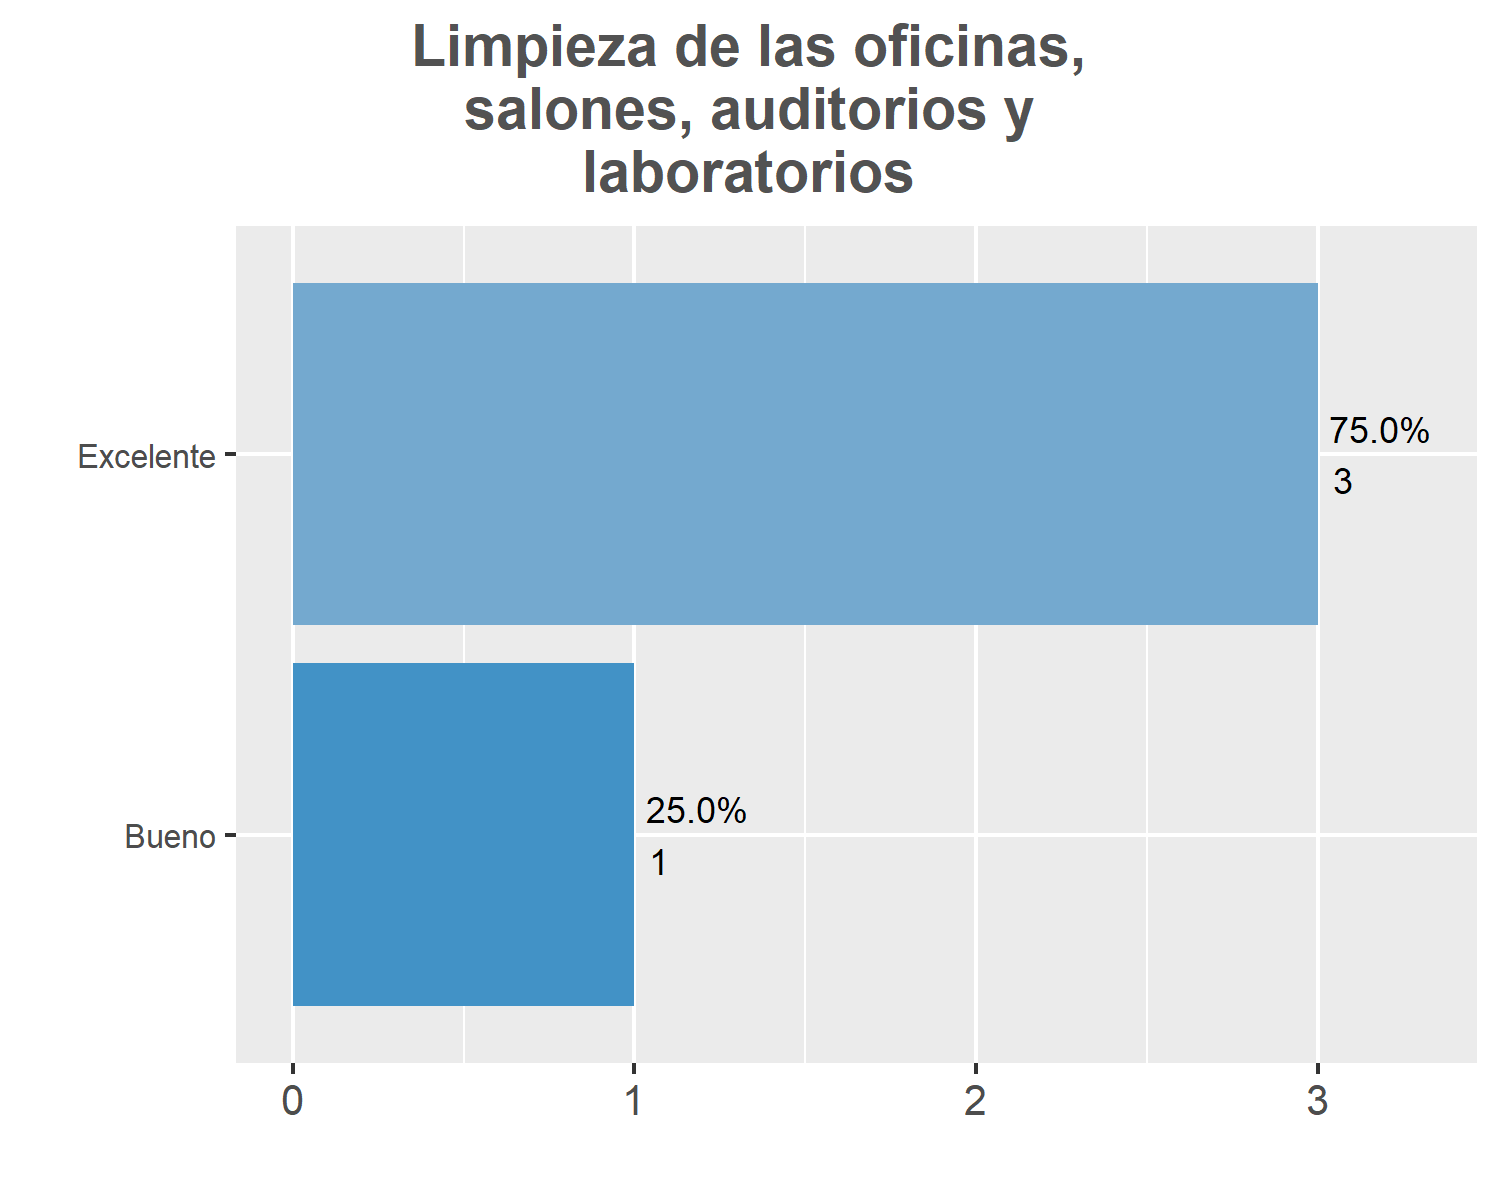 Limpieza de las oficinas,
salones, auditorios y
laboratorios
Excelente
75.0%
3
Bueno
25.0%
1
0 1 2 3